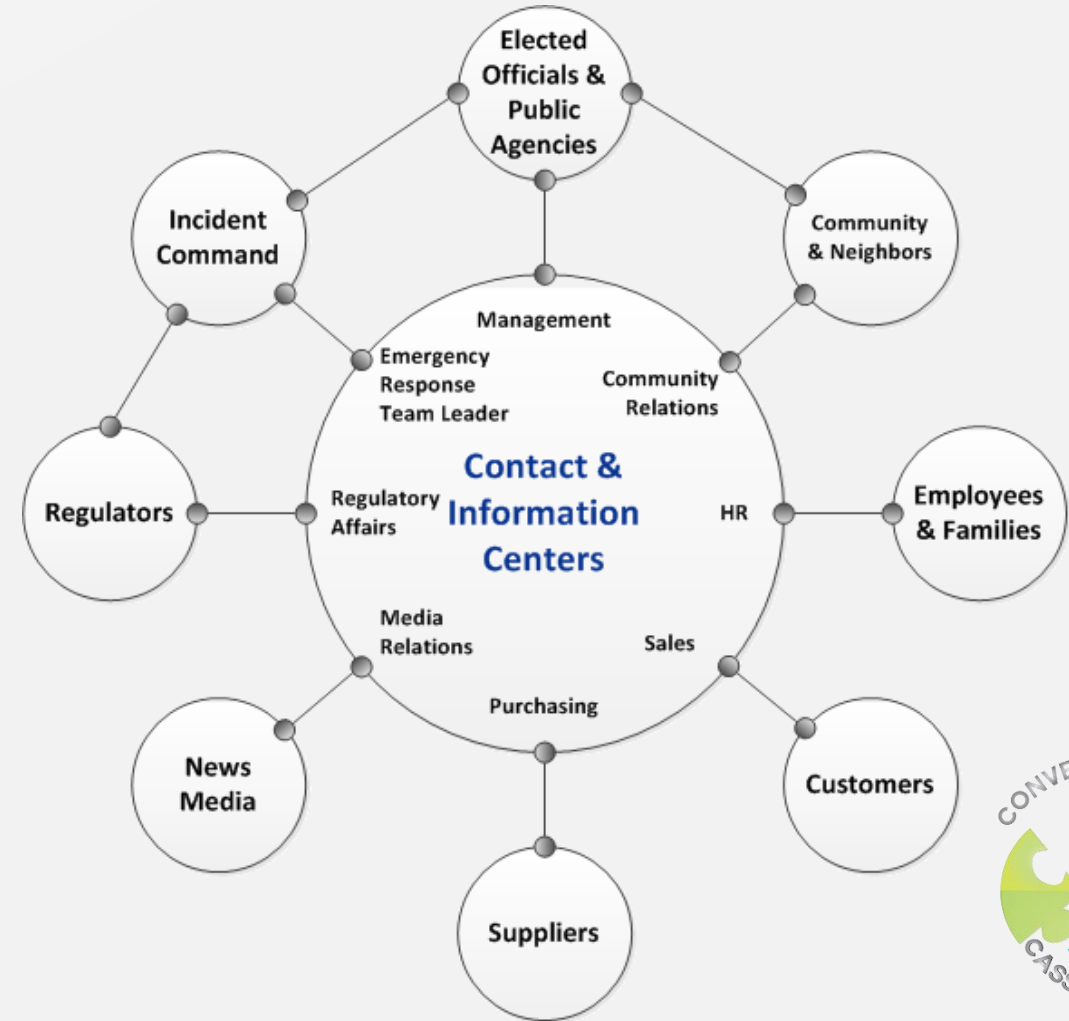 Elected
Officials &
Public
Agencies
Incident
Command
Community
& Neighbors
Management
Emergency
Response
Team Leader
Community
Relations
Contact &
Information
Centers
Regulators
Regulatory
Affairs
HR
Employees
& Families
Media
Relations
Sales
Purchasing
News
Media
Customers
Suppliers